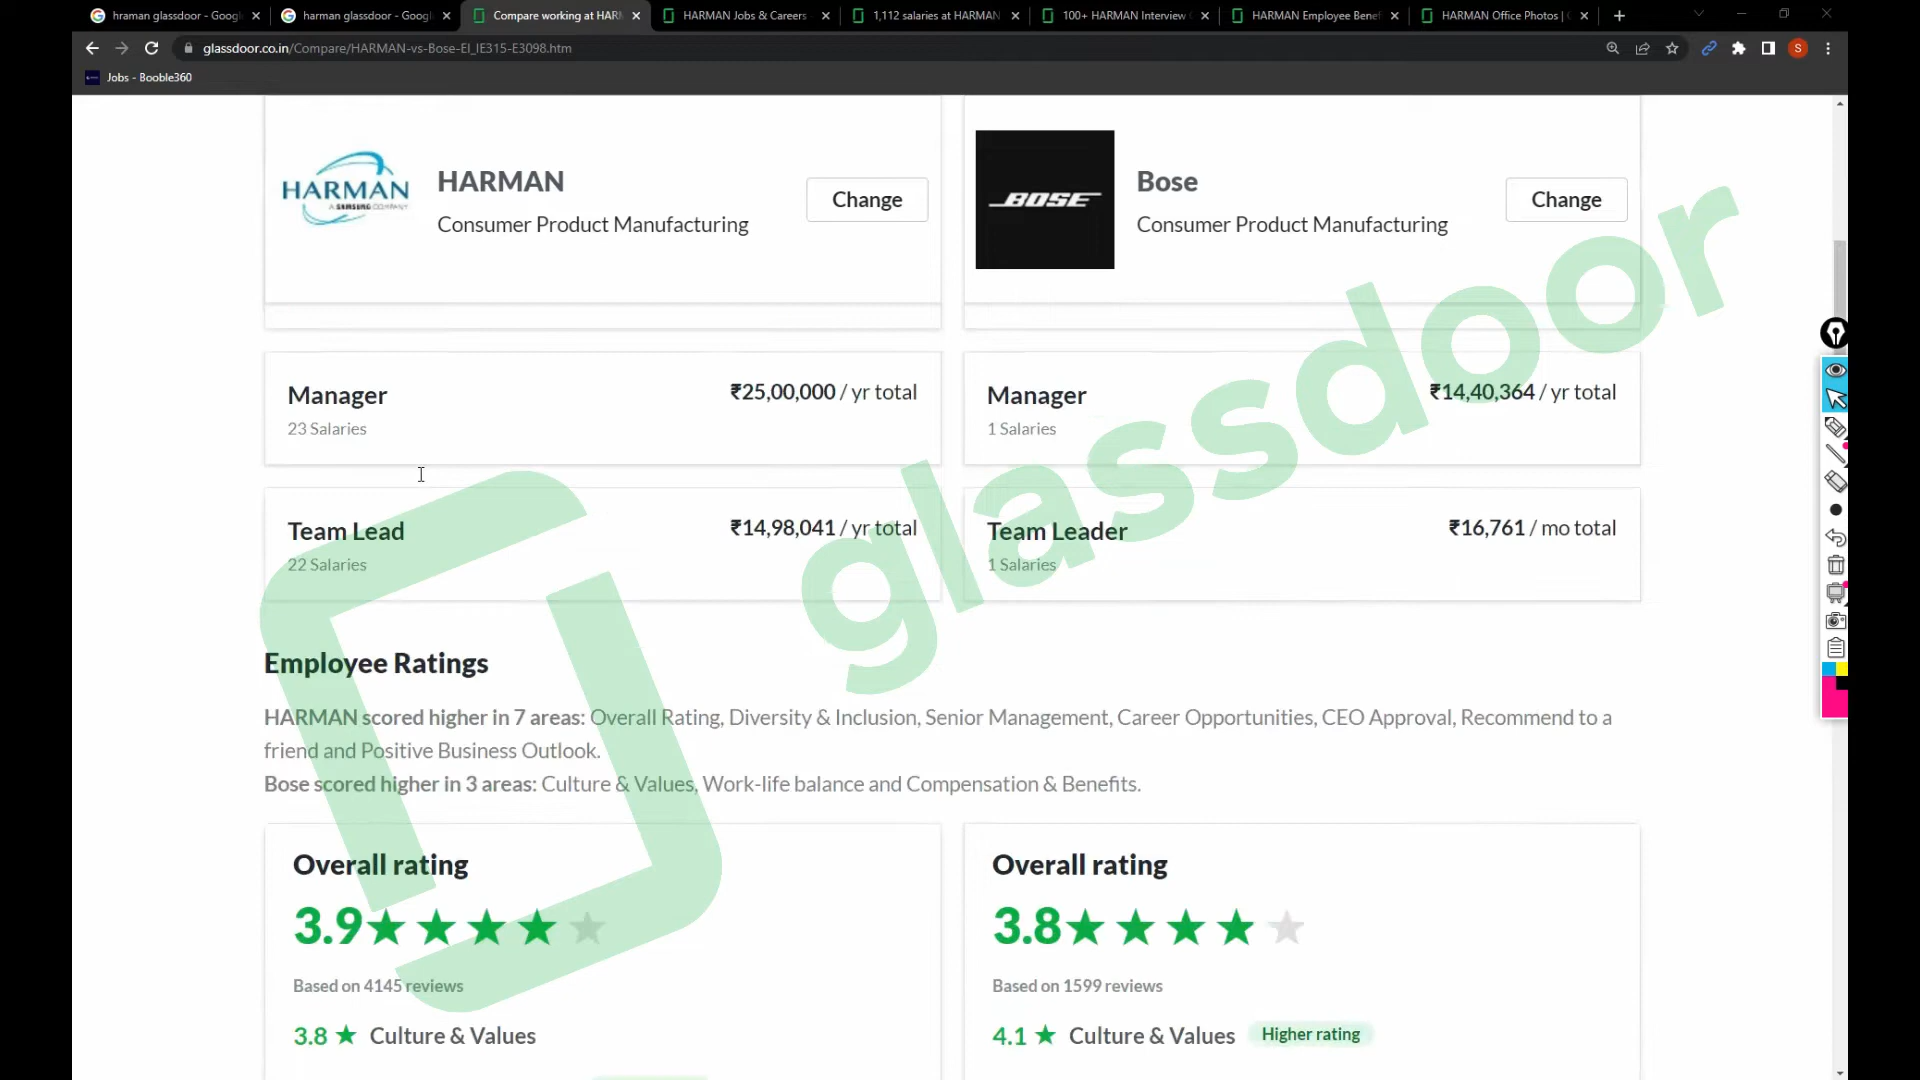 hraman glassdoor - Googl
harman glassdoor - Googl
Compare working at HARM
HARMAN Jobs & Careers
1,112 salaries at HARMAN
100+ HARMAN Interview
HARMAN Employee Benef
HARMAN Office Photos |
glassdoor.co.in/Compare/HARMAN-vs-Bose-EI_IE315-E3098.htm
S
Jobs - Booble360
HARMAN
A SAMSUNG COMPANY
HARMAN
Consumer Product Manufacturing
Change
BOSE
Bose
Consumer Product Manufacturing
Change
glassdoor
Manager
₹25,00,000 / yr total
23 Salaries
Manager
₹14,40,364 / yr total
1 Salaries
Team Lead
₹14,98,041 / yr total
22 Salaries
Team Leader
₹16,761 / mo total
1 Salaries
Employee Ratings
HARMAN scored higher in 7 areas: Overall Rating, Diversity & Inclusion, Senior Management, Career Opportunities, CEO Approval, Recommend to a
friend and Positive Business Outlook.
Bose scored higher in 3 areas: Culture & Values, Work-life balance and Compensation & Benefits.
Overall rating
3.9
Based on 4145 reviews
3.8 ★ Culture & Values
Overall rating
3.8
Based on 1599 reviews
4.1 ★ Culture & Values Higher rating